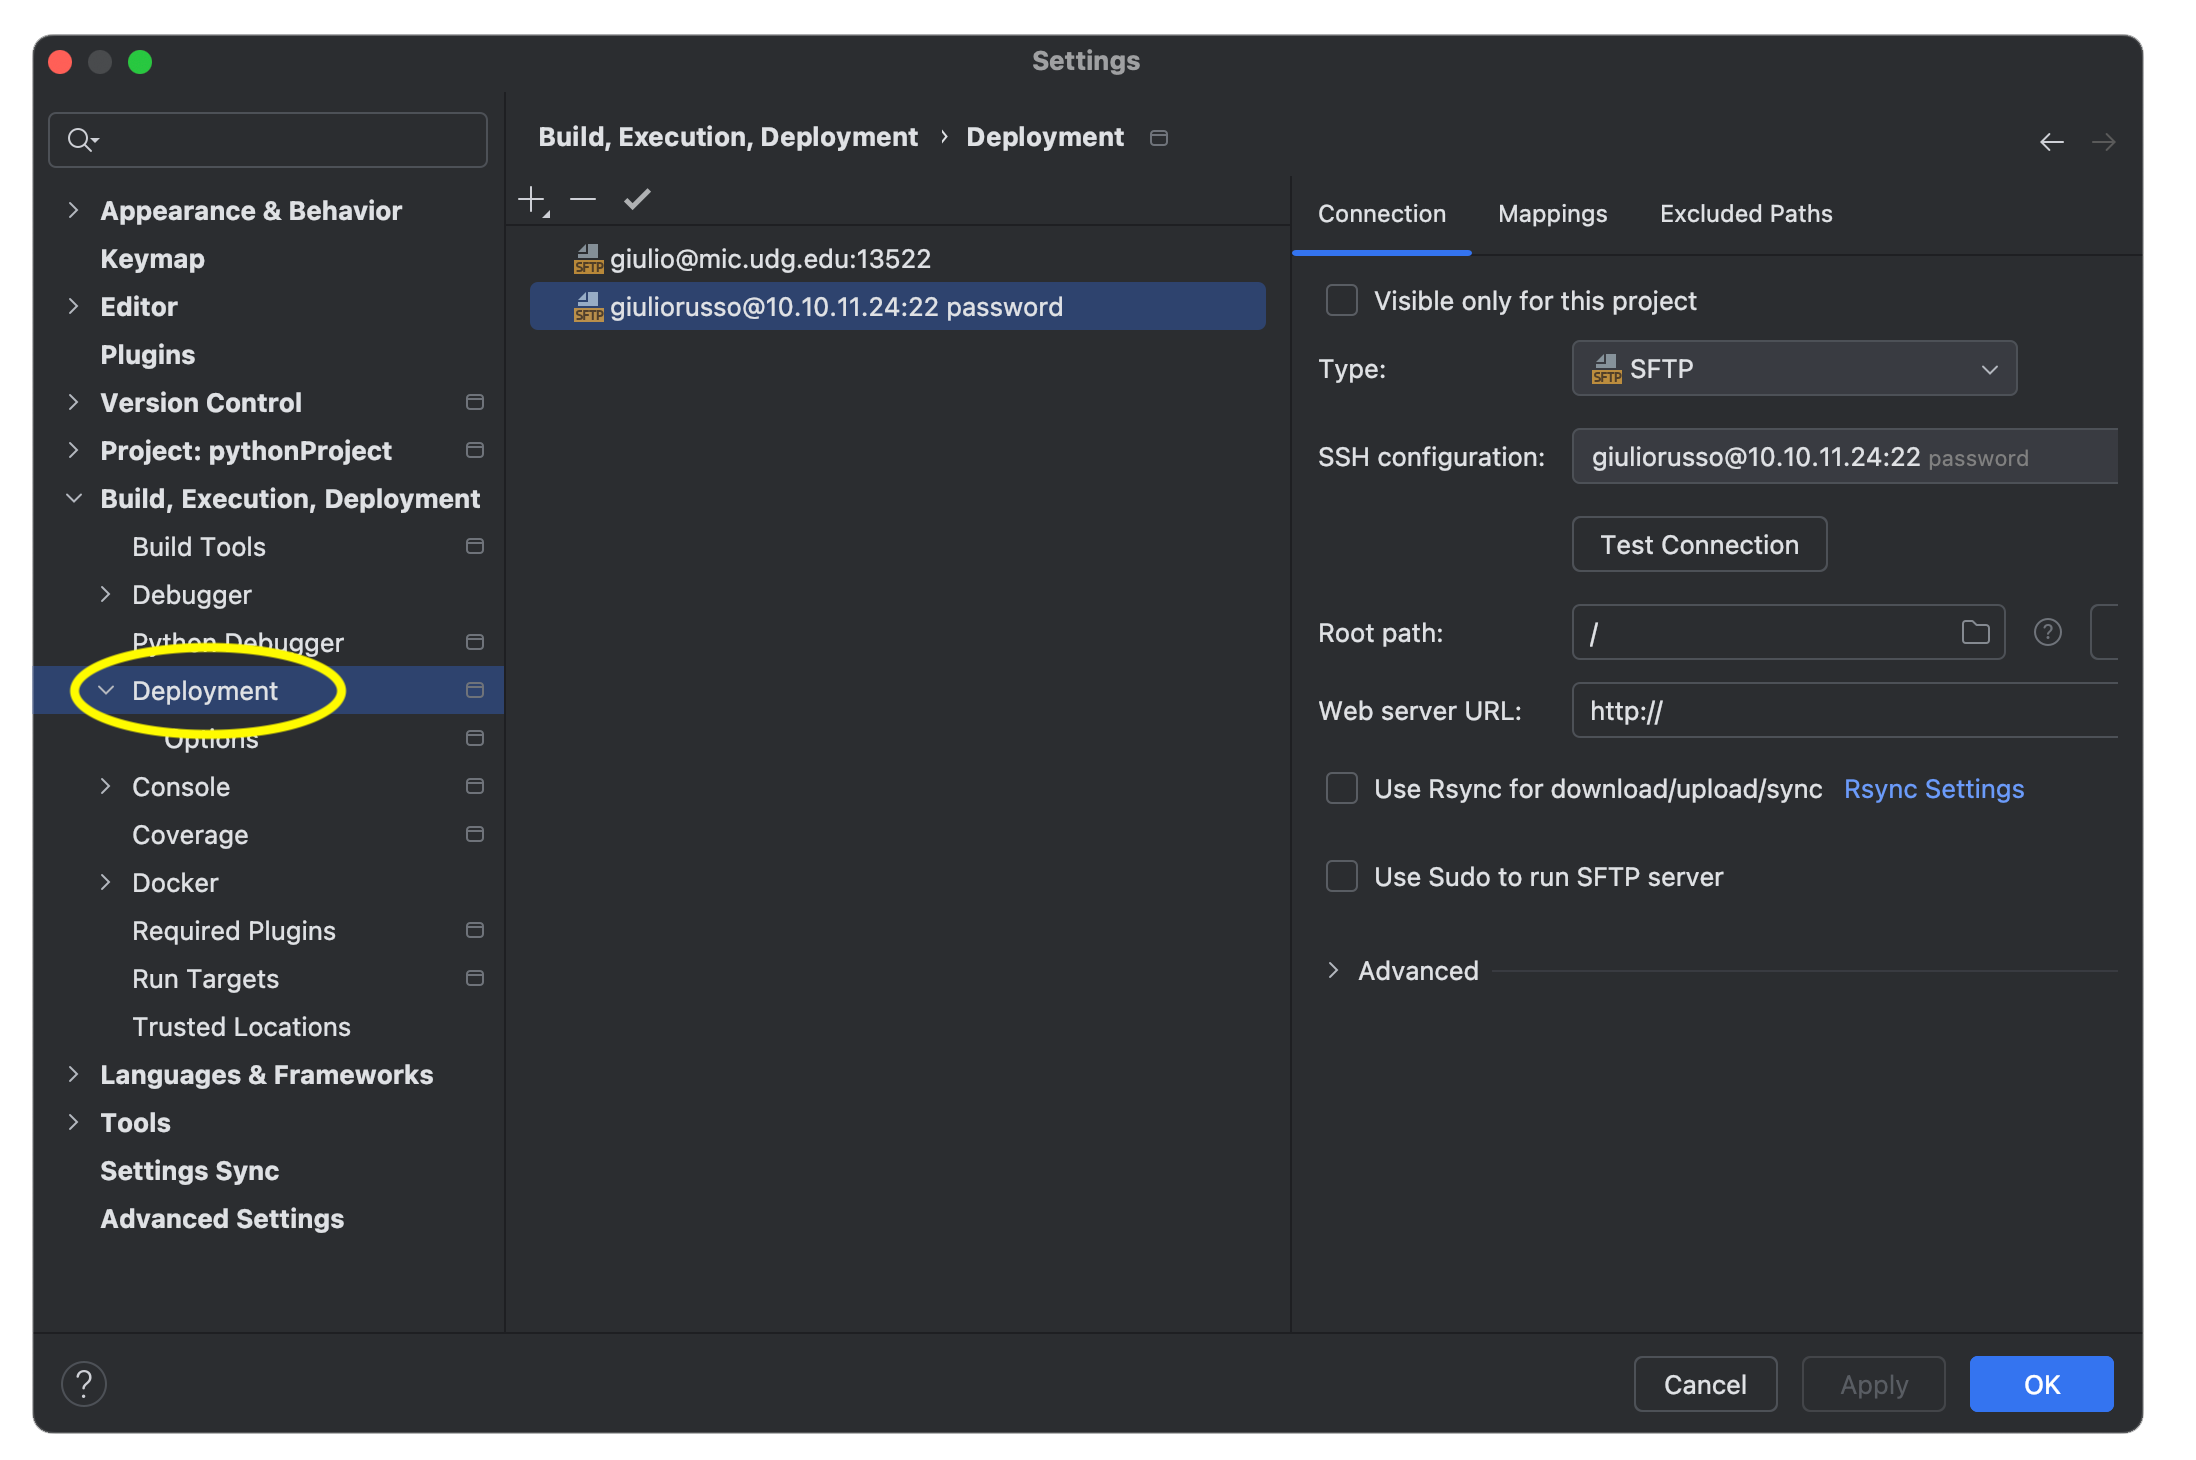 Settings
Appearance & Behavior
Keymap
Editor
Plugins
Version Control
Project: pythonProject
Build, Execution, Deployment
Build Tools
Debugger
Python Debugger
Deployment
Options
Console
Coverage
Docker
Required Plugins
Run Targets
Trusted Locations
Languages & Frameworks
Tools
Settings Sync
Advanced Settings
Build, Execution, Deployment › Deployment
SFTP giulio@mic.udg.edu:13522
SFTP giuliorusso@10.10.11.24:22 password
Connection Mappings Excluded Paths
Visible only for this project
Type: SFTP SFTP
SSH configuration: giuliorusso@10.10.11.24:22 password
Test Connection
Root path: / ?
Web server URL: http://
Use Rsync for download/upload/sync Rsync Settings
Use Sudo to run SFTP server
Advanced
? Cancel Apply OK